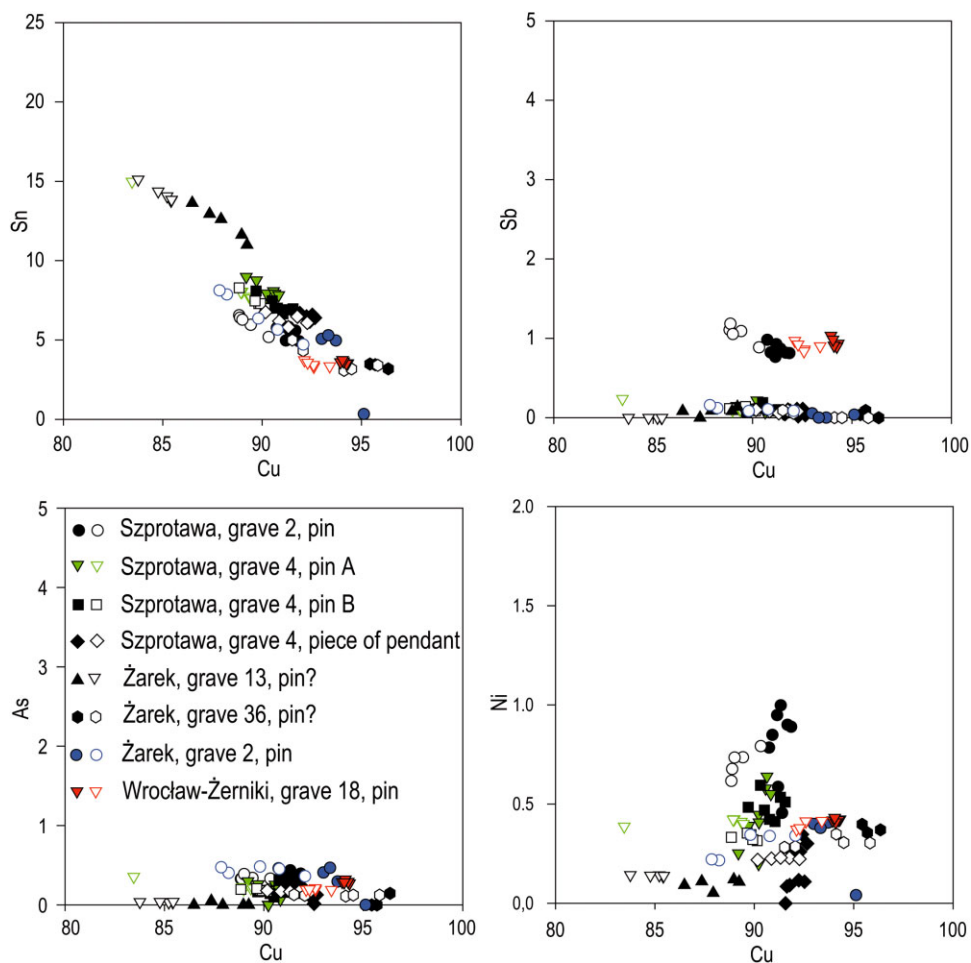 25
20
15
10
5
0
Sn
80 85 90 95 100
Cu
5
4
3
2
1
0
Sb
80 85 90 95 100
Cu
5
4
3
2
1
0
As
Szprotawa, grave 2, pin
Szprotawa, grave 4, pin A
Szprotawa, grave 4, pin B
Szprotawa, grave 4, piece of pendant
Żarek, grave 13, pin?
Żarek, grave 36, pin?
Żarek, grave 2, pin
Wrocław-Żerniki, grave 18, pin
80 85 90 95 100
Cu
2.0
1.5
1.0
0.5
0,0
Ni
80 85 90 95 100
Cu